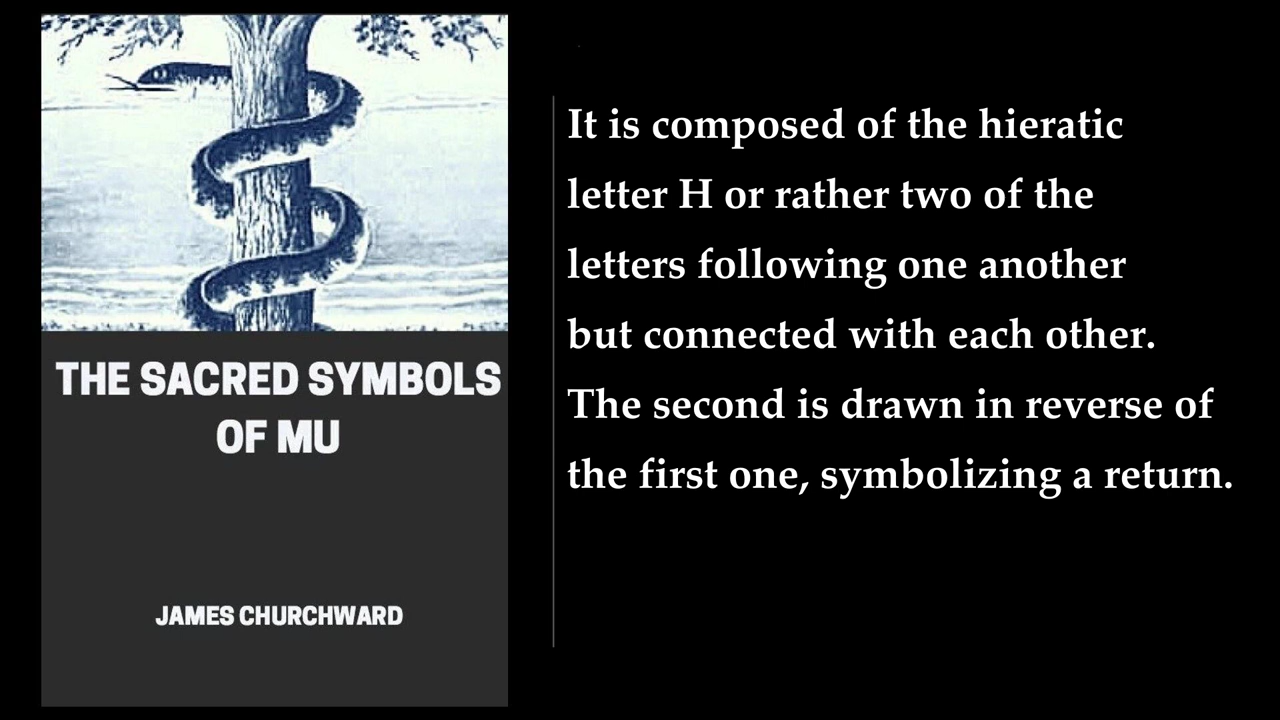 THE SACRED SYMBOLS
OF MU
JAMES CHURCHWARD
It is composed of the hieratic
letter H or rather two of the
letters following one another
but connected with each other.
The second is drawn in reverse of
the first one, symbolizing a return.